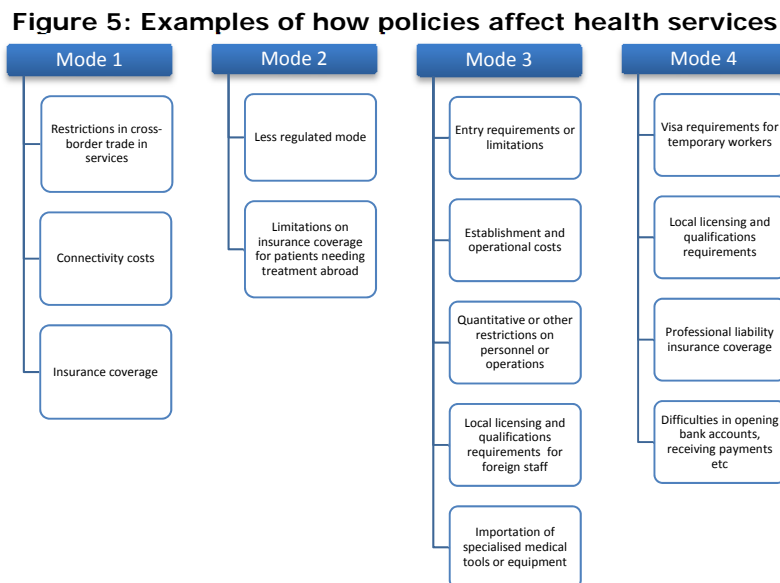 Figure 5: Examples of how policies affect health services
Mode 1
Restrictions in cross-
border trade in
services
Connectivity costs
Insurance coverage
Mode 2
Less regulated mode
Limitations on
insurance coverage
for patients needing
treatment abroad
Mode 3
Entry requirements or
limitations
Establishment and
operational costs
Quantitative or other
restrictions on
personnel or
operations
Local licensing and
qualifications
requirements for
foreign staff
Importation of
specialised medical
tools or equipment
Mode 4
Visa requirements for
temporary workers
Local licensing and
qualifications
requirements
Professional liability
insurance coverage
Difficulties in opening
bank accounts,
receiving payments
etc